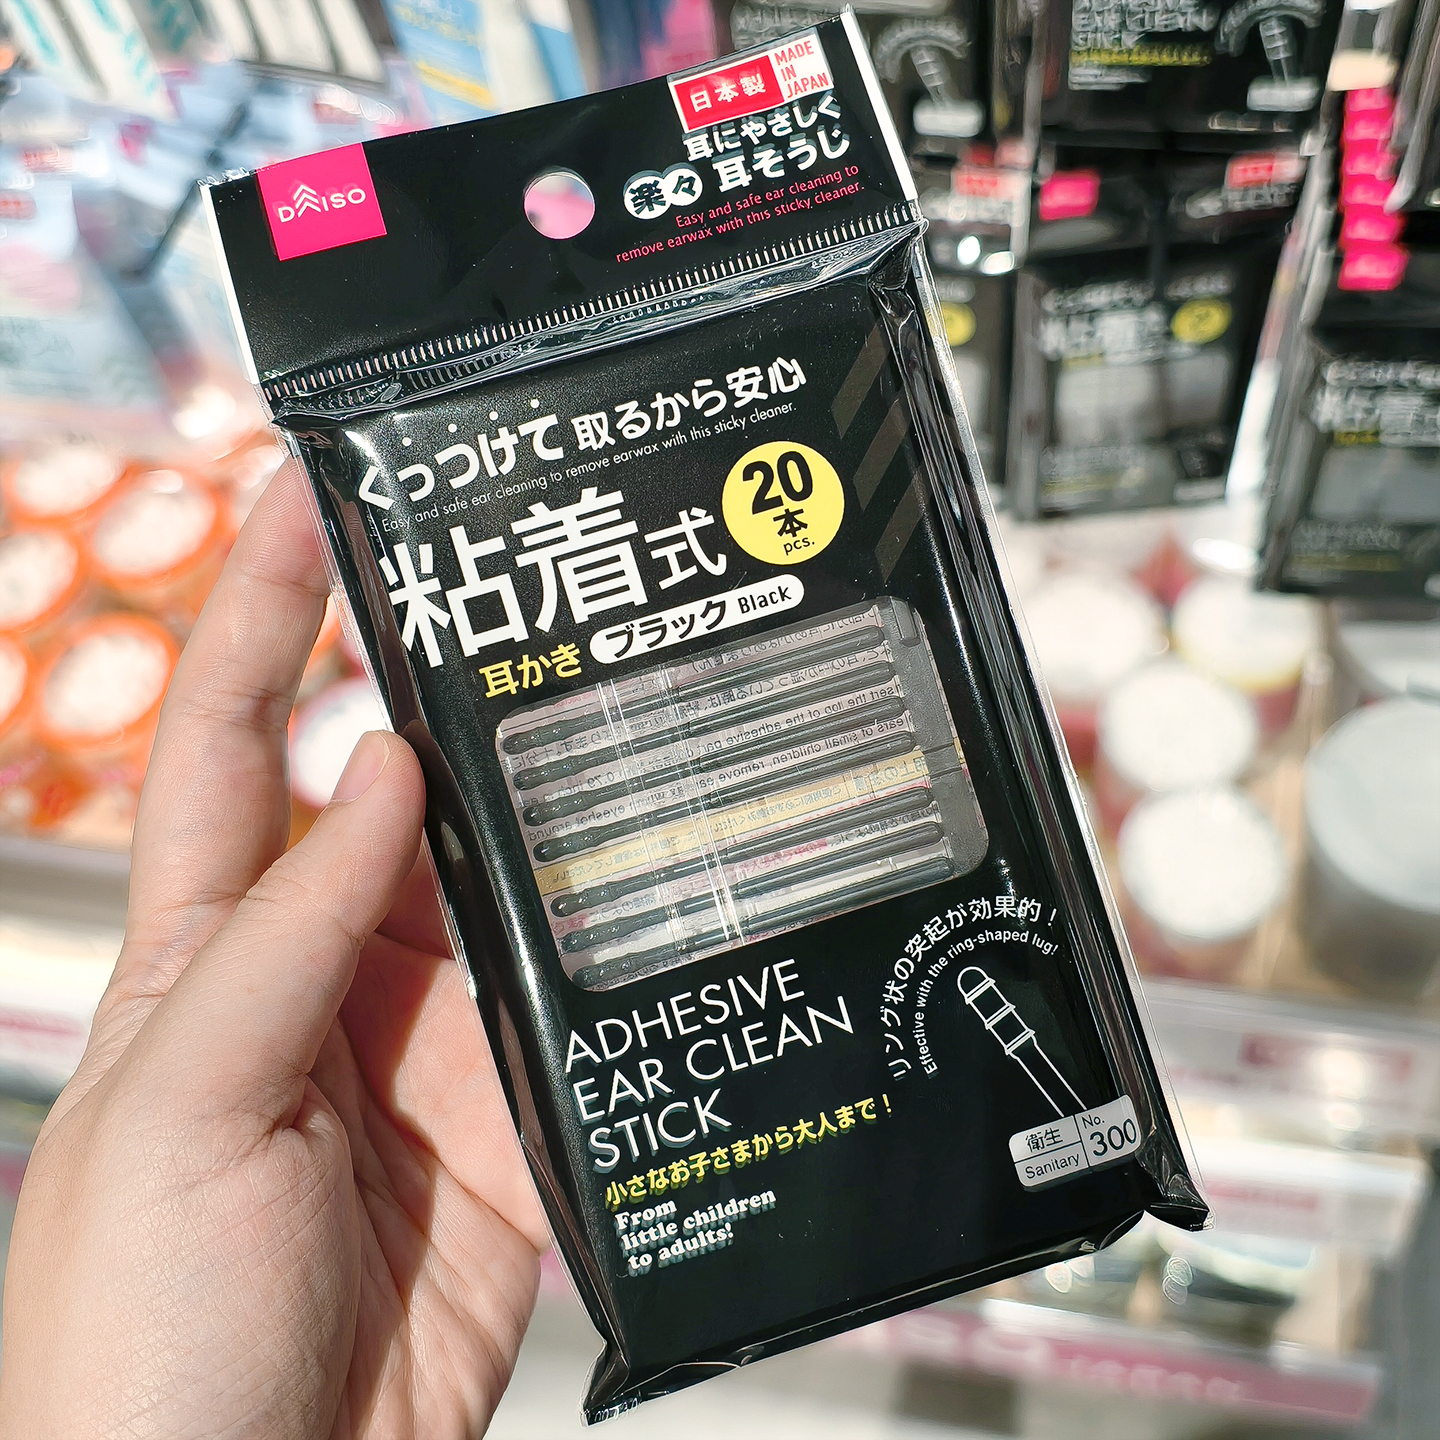 DAISO
日本製
MADE
IN
JAPAN
耳にやさしく
楽々 耳そうじ
Easy and safe ear cleaning to
remove earwax with this sticky cleaner.
くっつけて取るから安心
Easy and safe ear cleaning to remove earwax with this sticky cleaner.
粘着式
20
本
pcs.
耳かき
ブラック Black
ADHESIVE
EAR CLEAN
STICK
小さなお子さまから大人まで！
From
little children
to adults!
リング状の突起が効果的！
Effective with the ring-shaped lug!
衛生
Sanitary
No.
300
ADHESIVE
EAR CLEAN
STICK